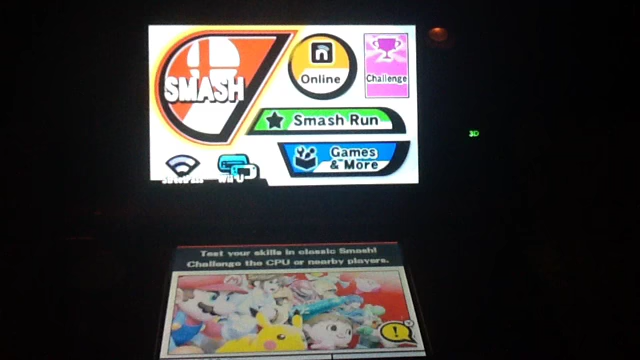 SMASH
Online
Challenge
Smash Run
Games
& More
Wii U
3D
Test your skills in classic Smash!
Challenge the CPU or nearby players.